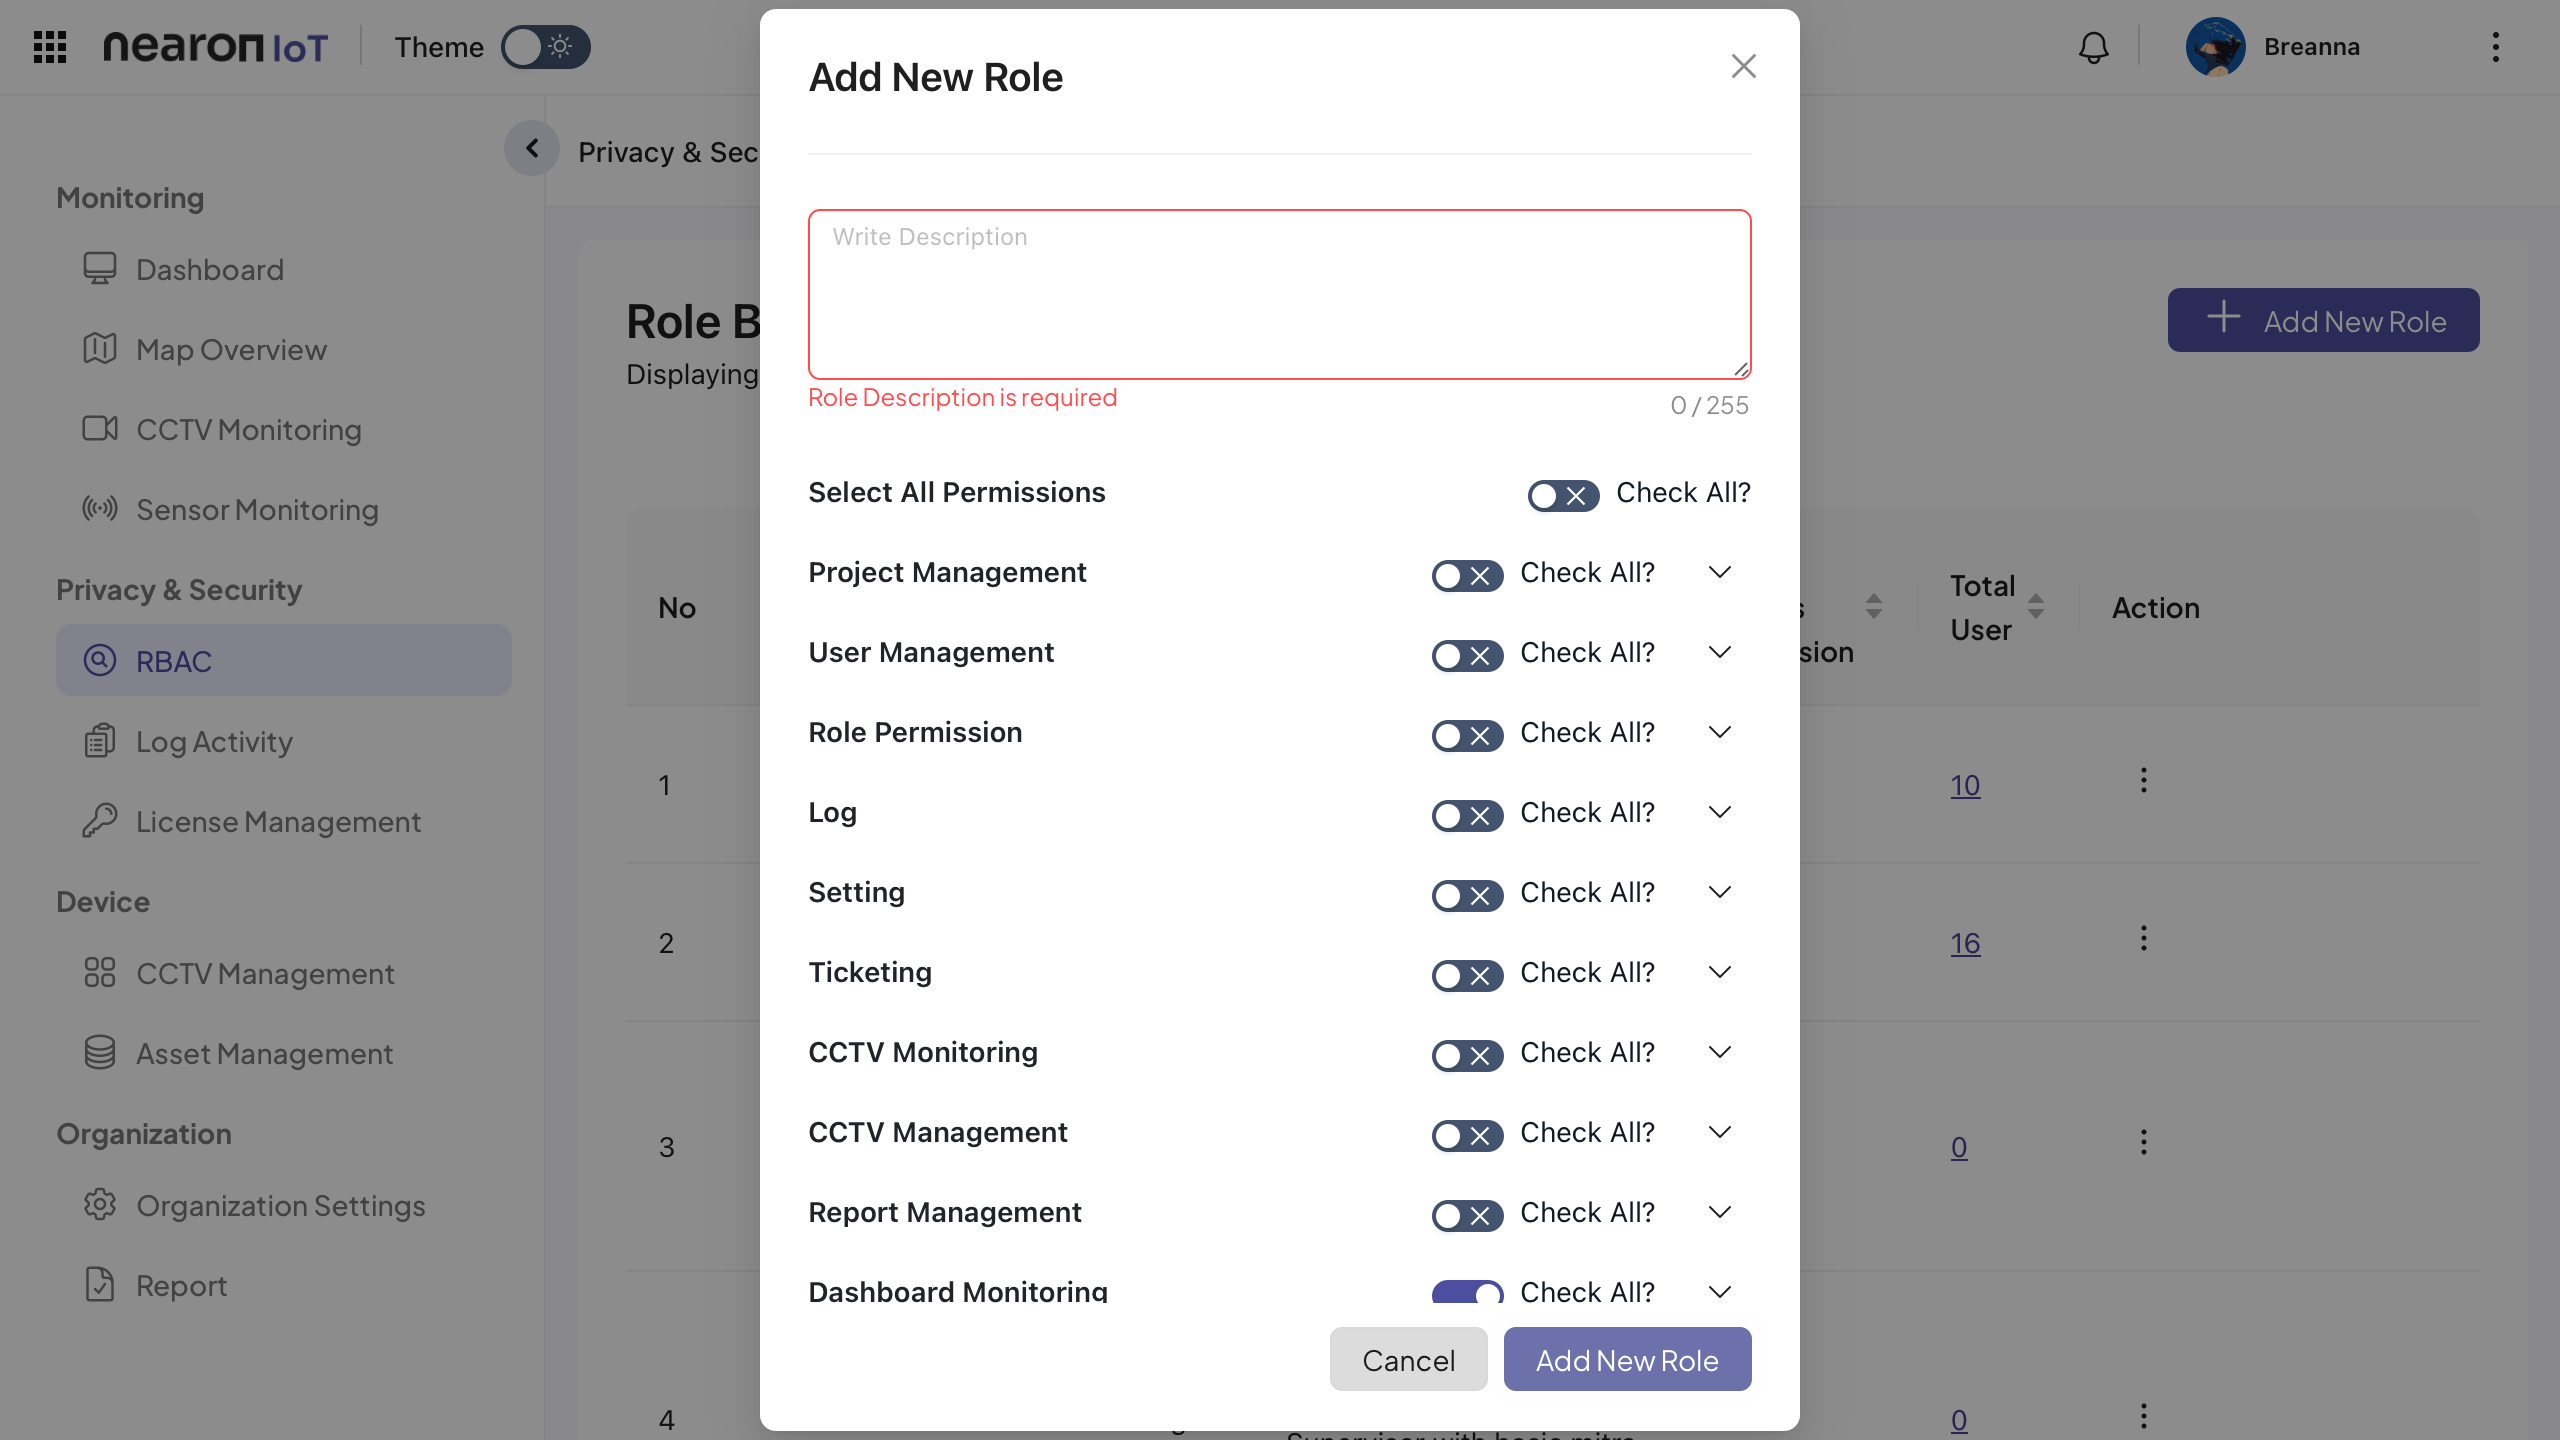 nearon IoT
Theme
Breanna
Monitoring
Dashboard
Map Overview
CCTV Monitoring
Sensor Monitoring
Privacy & Security
RBAC
Log Activity
License Management
Device
CCTV Management
Asset Management
Organization
Organization Settings
Report
Privacy & Sec
Role B
Displaying
Add New Role
No
Total
User
Action
sion
1
10
2
16
3
0
4
0
Add New Role
Write Description
Role Description is required
0 / 255
Select All Permissions Check All?
Project Management Check All?
User Management Check All?
Role Permission Check All?
Log Check All?
Setting Check All?
Ticketing Check All?
CCTV Monitoring Check All?
CCTV Management Check All?
Report Management Check All?
Dashboard Monitoring Check All?
Cancel
Add New Role